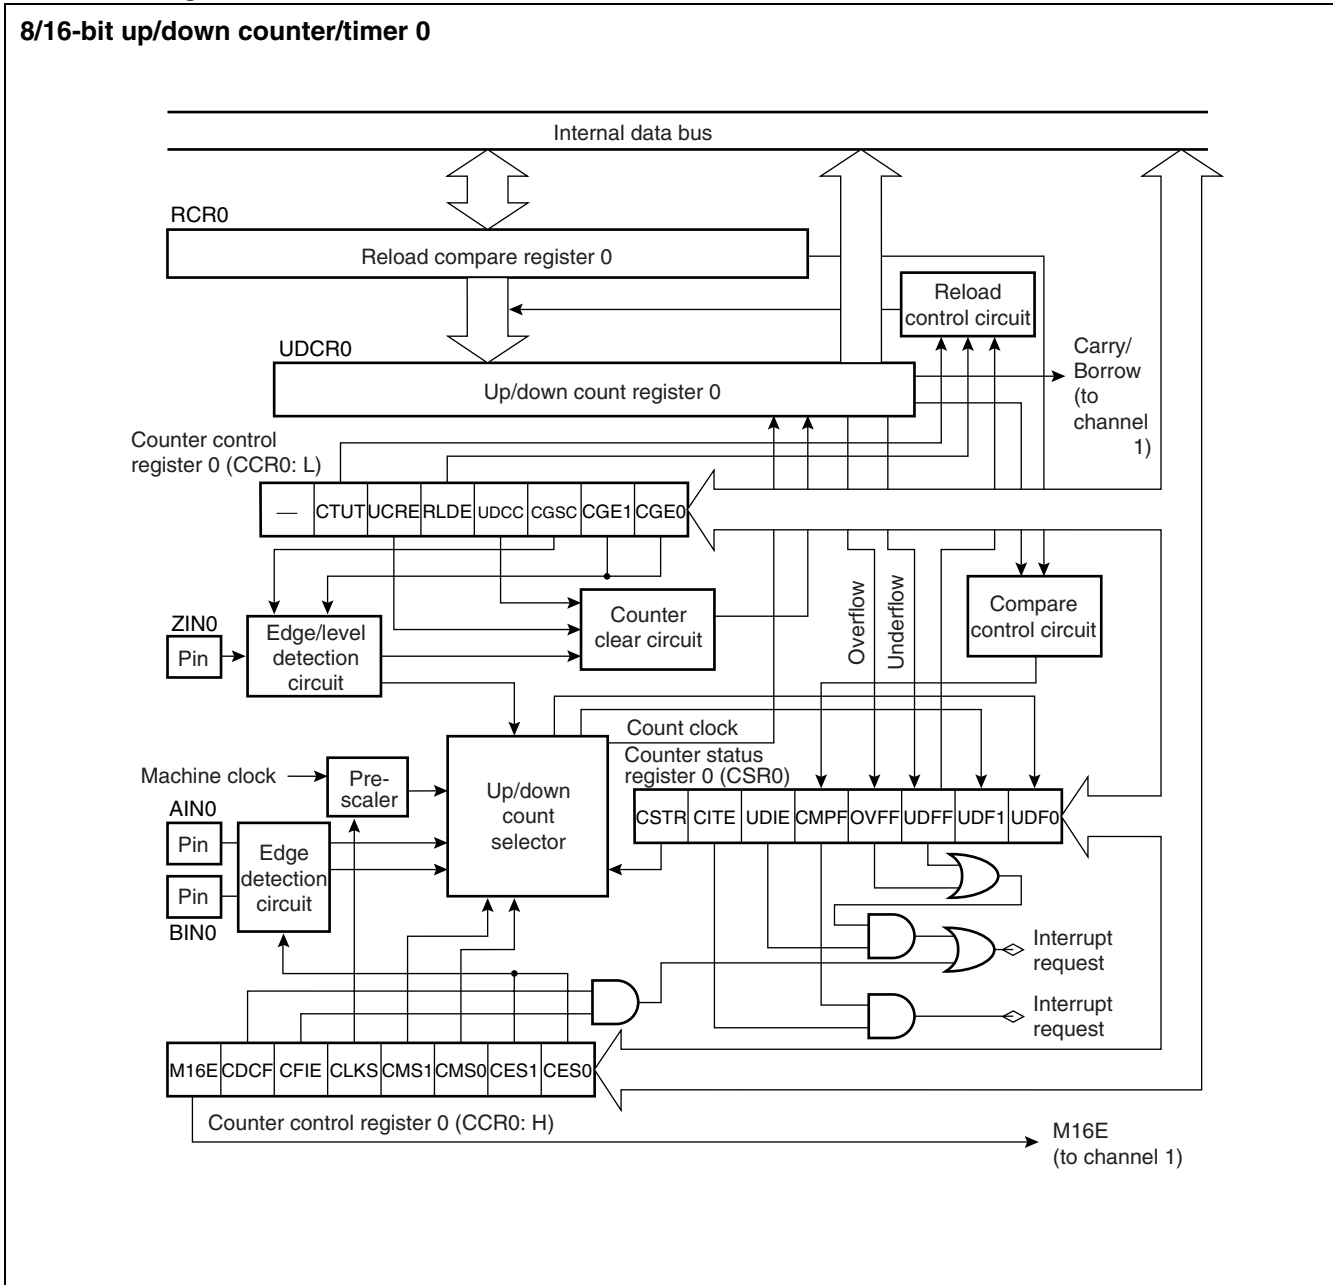 8/16-bit up/down counter/timer 0
Internal data bus
RCR0
Reload compare register 0
Reload
control circuit
UDCR0
Up/down count register 0
Carry/
Borrow
(to
channel
1)
Counter control
register 0 (CCR0: L)
— CTUT UCRE RLDE UDCC CGSC CGE1 CGE0
ZIN0
Pin
Edge/level
detection
circuit
Counter
clear circuit
Overflow
Underflow
Compare
control circuit
Count clock
Counter status
register 0 (CSR0)
Machine clock
Pre-
scaler
Up/down
count
selector
CSTR CITE UDIE CMPF OVFF UDFF UDF1 UDF0
AIN0
Pin
Edge
detection
circuit
Pin
BIN0
Interrupt
request
Interrupt
request
M16E CDCF CFIE CLKS CMS1 CMS0 CES1 CES0
Counter control register 0 (CCR0: H)
M16E
(to channel 1)